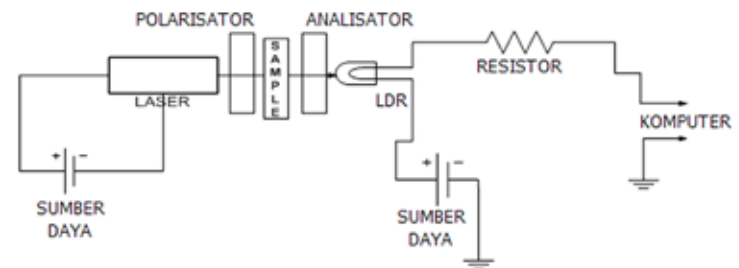 POLARISATOR
ANALISATOR
SAMPLE
LASER
LDR
RESISTOR
KOMPUTER
+ -
SUMBER
DAYA
+ -
SUMBER
DAYA